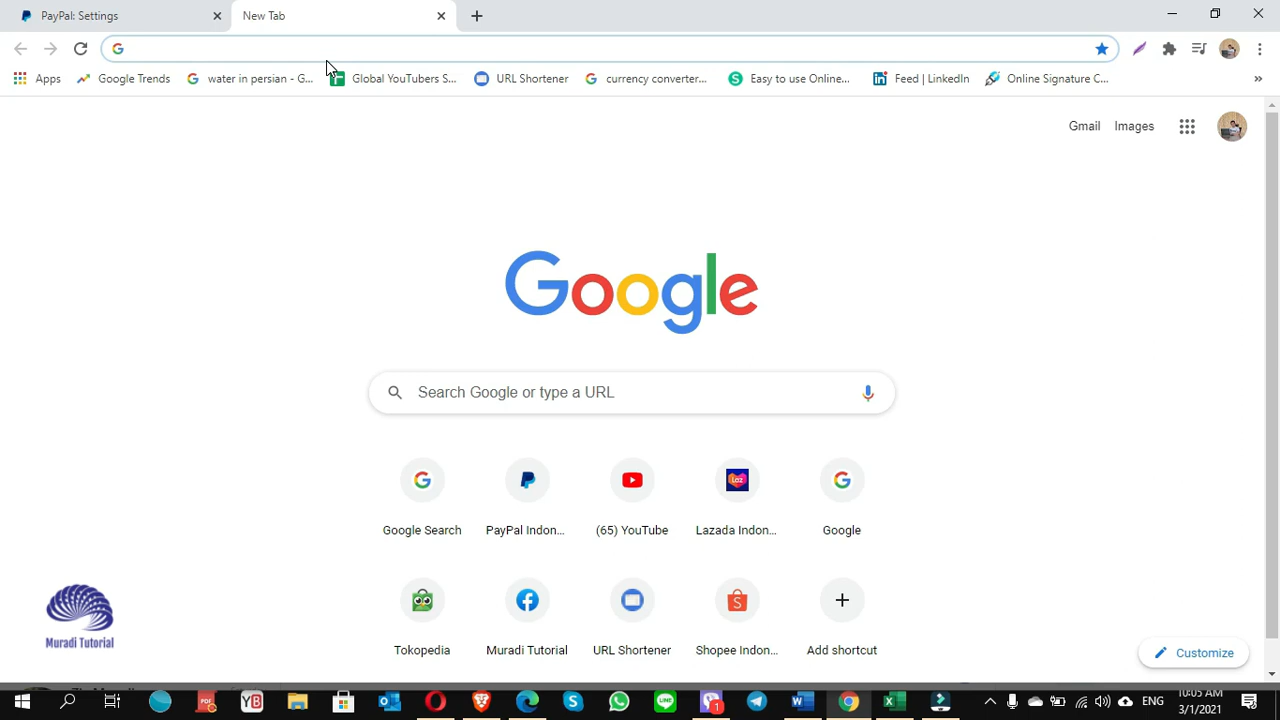 PayPal: Settings
New Tab
Apps
Google Trends
water in persian - G...
Global YouTubers S...
URL Shortener
currency converter...
Easy to use Online...
Feed | LinkedIn
Online Signature C...
Gmail
Images
Google
Search Google or type a URL
Google Search
PayPal Indon...
(65) YouTube
Lazada Indon...
Google
Tokopedia
Muradi Tutorial
URL Shortener
Shopee Indon...
Add shortcut
Muradi Tutorial
Customize
ENG
10:05 AM
3/1/2021